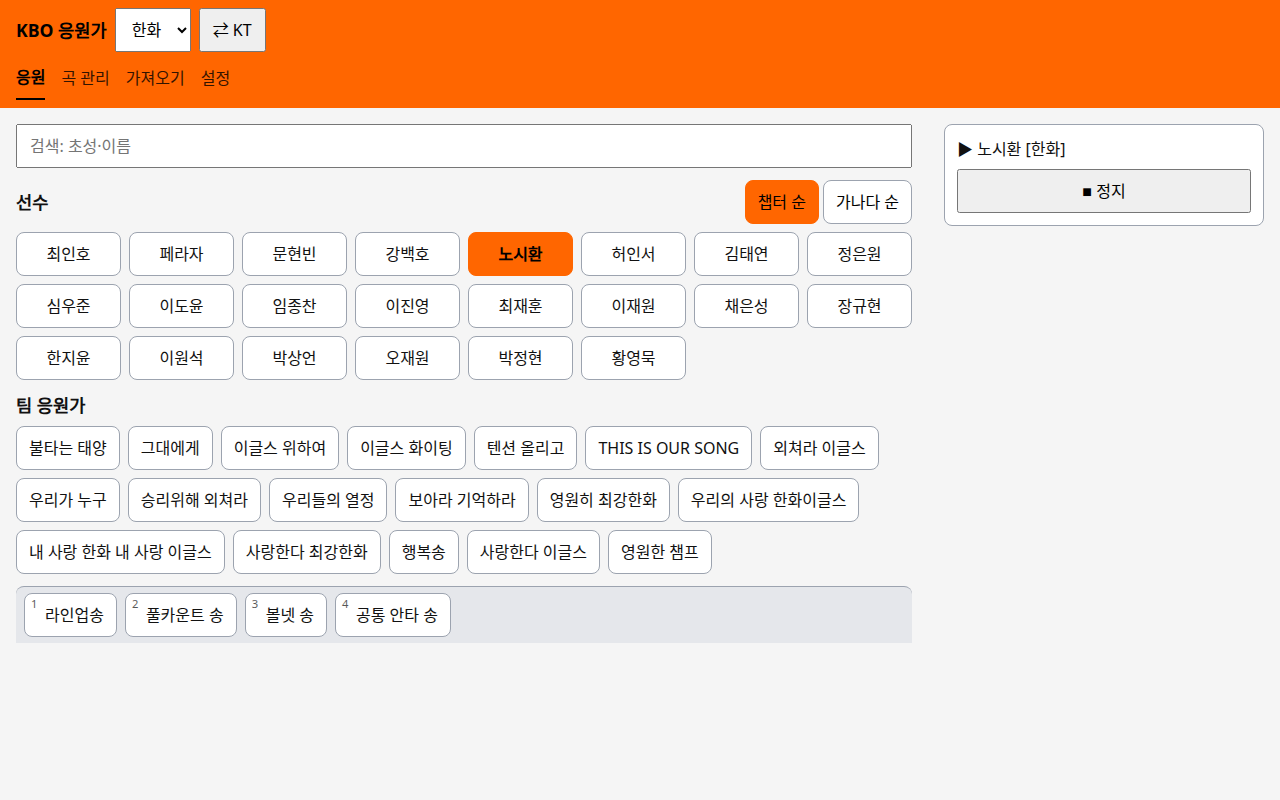 KBO 응원가 한화 ⇄ KT
응원 곡 관리 가져오기 설정
검색: 초성·이름
선수 챕터 순 가나다 순
최인호 페라자 문현빈 강백호 노시환 허인서 김태연 정은원
심우준 이도윤 임종찬 이진영 최재훈 이재원 채은성 장규현
한지윤 이원석 박상언 오재원 박정현 황영묵
팀 응원가
불타는 태양 그대에게 이글스 위하여 이글스 화이팅 텐션 올리고 THIS IS OUR SONG 외쳐라 이글스
우리가 누구 승리위해 외쳐라 우리들의 열정 보아라 기억하라 영원히 최강한화 우리의 사랑 한화이글스
내 사랑 한화 내 사랑 이글스 사랑한다 최강한화 행복송 사랑한다 이글스 영원한 챔프
1 라인업송 2 풀카운트 송 3 볼넷 송 4 공통 안타 송
▶ 노시환 [한화]
■ 정지